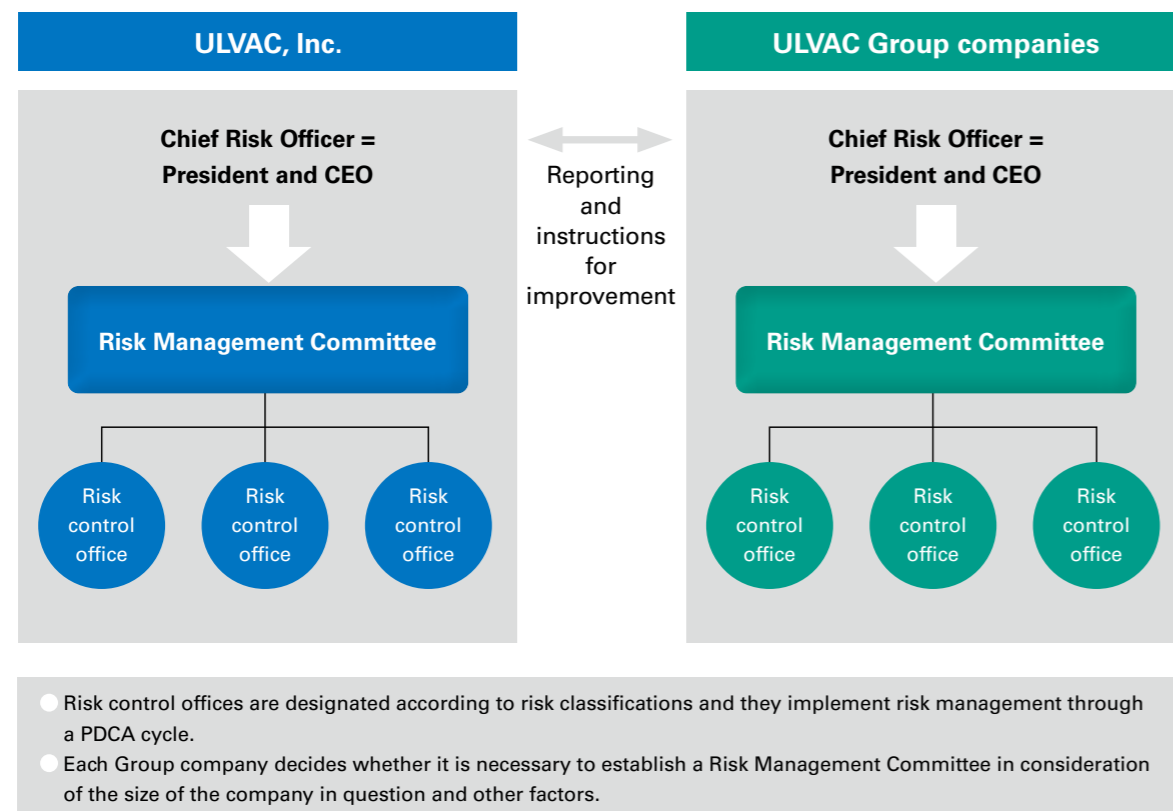 ULVAC, Inc.
Chief Risk Officer =
President and CEO
Risk Management Committee
Risk
control
office
Risk
control
office
Risk
control
office
Reporting
and
instructions
for
improvement
ULVAC Group companies
Chief Risk Officer =
President and CEO
Risk Management Committee
Risk
control
office
Risk
control
office
Risk
control
office
Risk control offices are designated according to risk classifications and they implement risk management through
a PDCA cycle.
Each Group company decides whether it is necessary to establish a Risk Management Committee in consideration
of the size of the company in question and other factors.